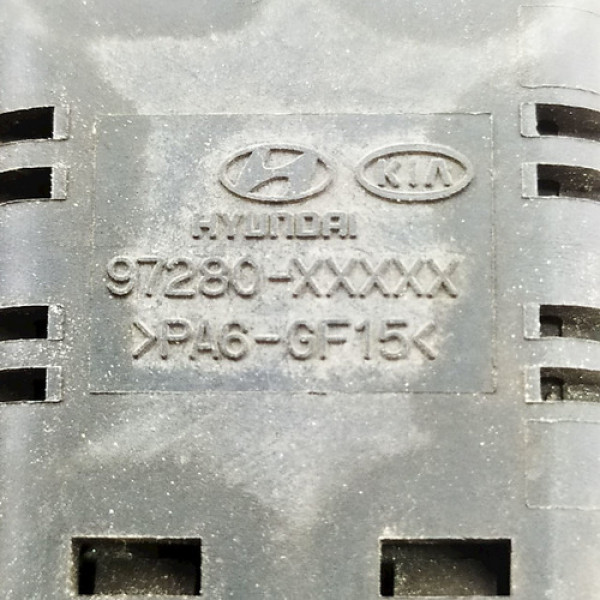 KIA
HYUNDAI
97280-XXXXX
>PA6-GF15<